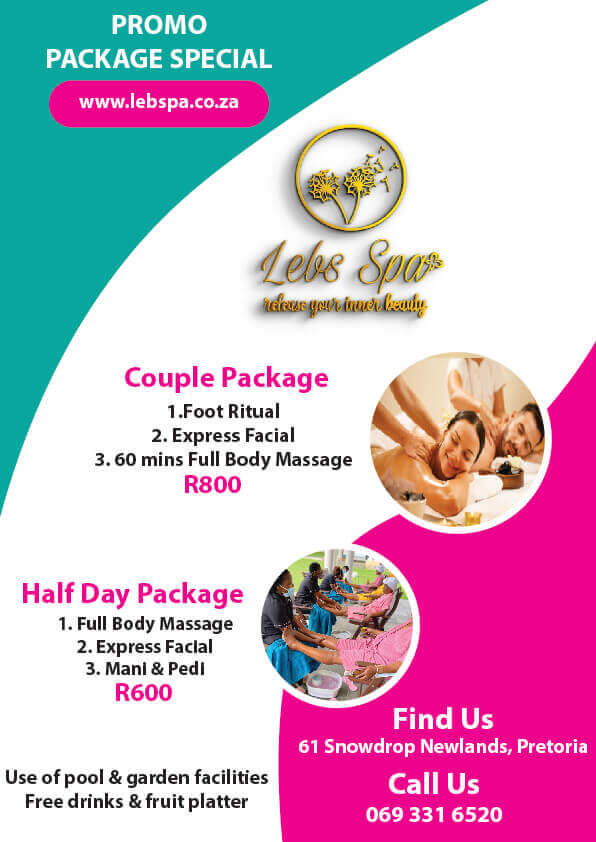 PROMO
PACKAGE SPECIAL
www.lebspa.co.za
Lebs Spa
release your inner beauty
Couple Package
1.Foot Ritual
2. Express Facial
3. 60 mins Full Body Massage
R800
Half Day Package
1. Full Body Massage
2. Express Facial
3. Mani & Pedi
R600
Find Us
61 Snowdrop Newlands, Pretoria
Use of pool & garden facilities
Free drinks & fruit platter
Call Us
069 331 6520